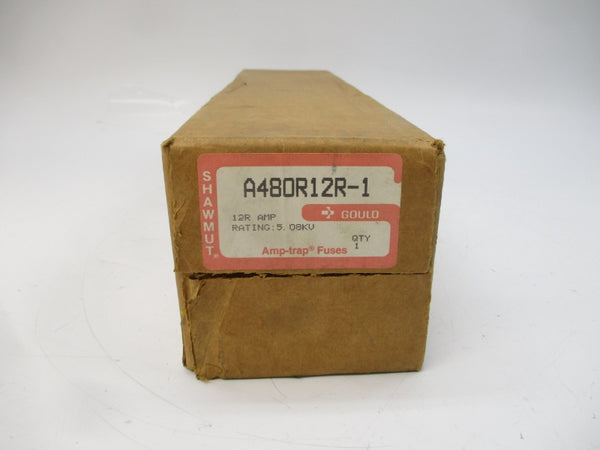 SHAWMUT®
A480R12R-1
12R AMP
RATING:5.08KV
GOULD
QTY
1
Amp-trap® Fuses